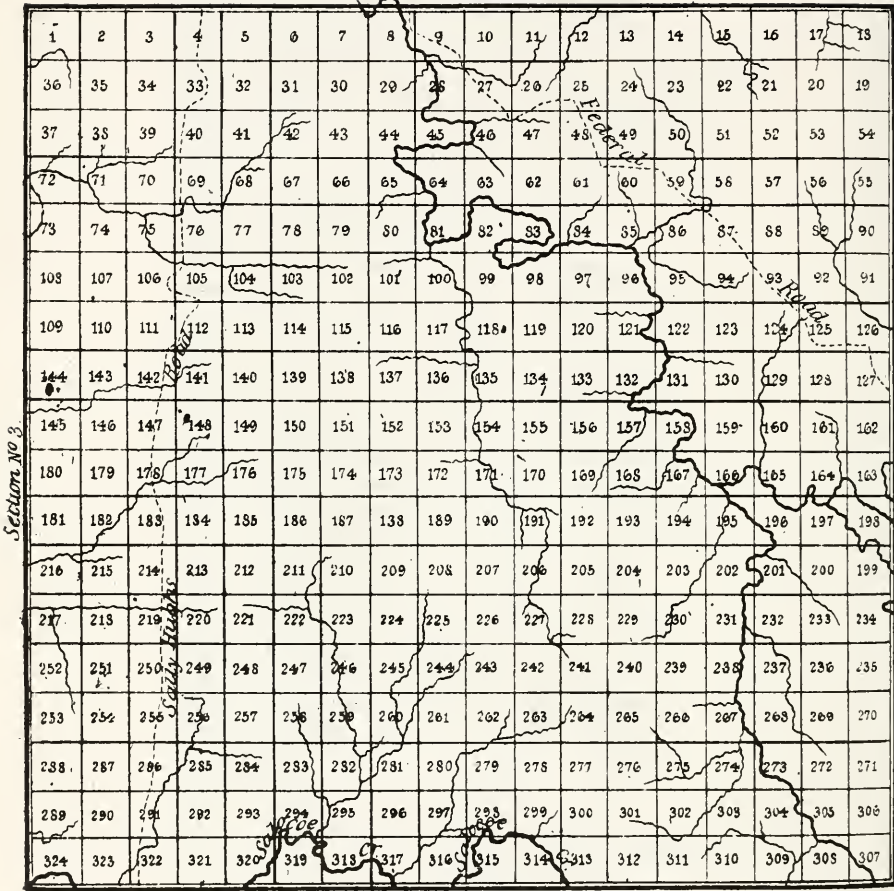 1 2 3 4 5 6 7 8 9 10 11 12 13 14 15 16 17 18
36 35 34 33 32 31 30 29 28 27 26 25 24 23 22 21 20 19
37 38 39 40 41 42 43 44 45 46 47 48 49 50 51 52 53 54
Federal
72 71 70 69 68 67 66 65 64 63 62 61 60 59 58 57 56 55
73 74 75 76 77 78 79 80 81 82 83 84 85 86 87 88 89 90
108 107 106 105 104 103 102 101 100 99 98 97 96 95 94 93 92 91
Road
109 110 111 112 113 114 115 116 117 118 119 120 121 122 123 124 125 126
Road
144 143 142 141 140 139 138 137 136 135 134 133 132 131 130 129 128 127
145 146 147 148 149 150 151 152 153 154 155 156 157 158 159 160 161 162
Section No 3.
180 179 178 177 176 175 174 173 172 171 170 169 168 167 166 165 164 163
181 182 183 184 185 186 187 188 189 190 191 192 193 194 195 196 197 198
216 215 214 213 212 211 210 209 208 207 206 205 204 203 202 201 200 199
217 218 219 220 221 222 223 224 225 226 227 228 229 230 231 232 233 234
Sally Hughs
252 251 250 249 248 247 246 245 244 243 242 241 240 239 238 237 236 235
253 254 255 256 257 258 259 260 261 262 263 264 265 266 267 268 269 270
288 287 286 285 284 283 282 281 280 279 278 277 276 275 274 273 272 271
289 290 291 292 293 294 295 296 297 298 299 300 301 302 303 304 305 306
Cr
324 323 322 321 320 319 318 317 316 315 314 313 312 311 310 309 308 307